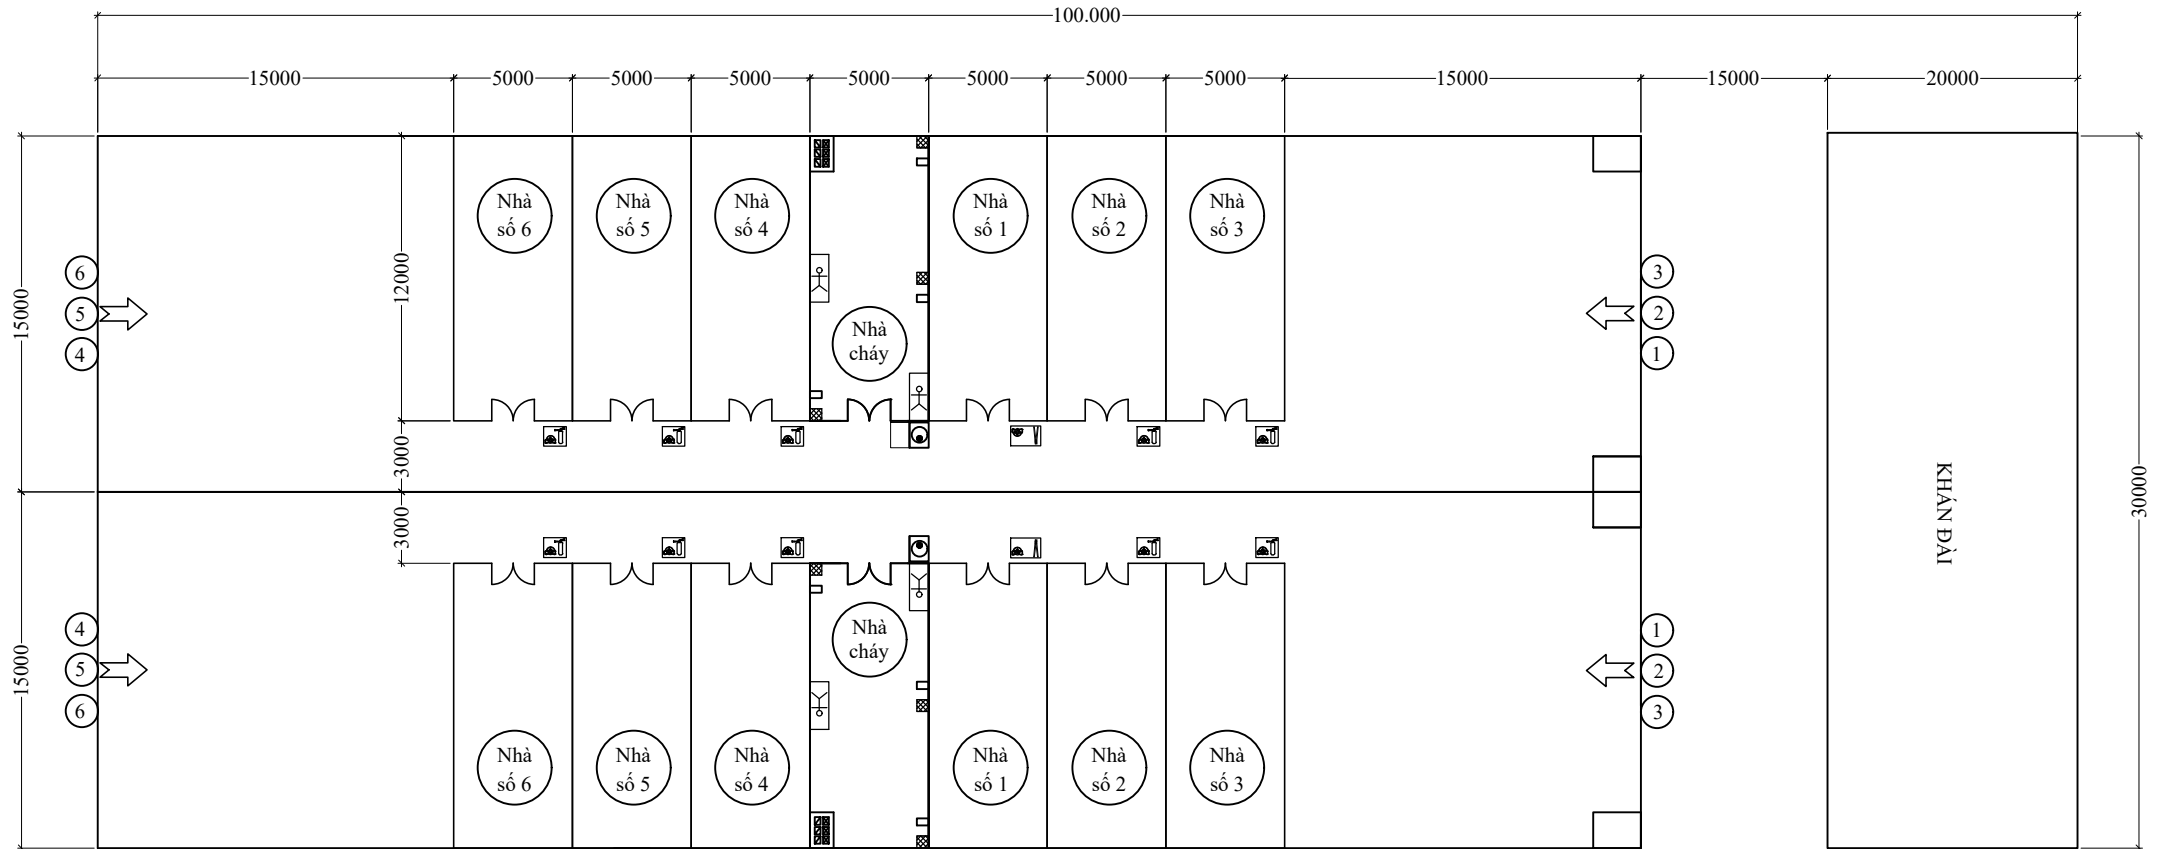 100.000
15000 5000 5000 5000 5000 5000 5000 5000 15000 15000 20000
Nhà Nhà Nhà Nhà Nhà Nhà
số 6 số 5 số 4 số 1 số 2 số 3
6 3
12000
15000
5 2
Nhà
cháy
4 1
3000
KHÁN ĐÀI
30000
3000
4 1
Nhà
cháy
15000
5 2
6 3
Nhà Nhà Nhà Nhà Nhà Nhà
số 6 số 5 số 4 số 1 số 2 số 3